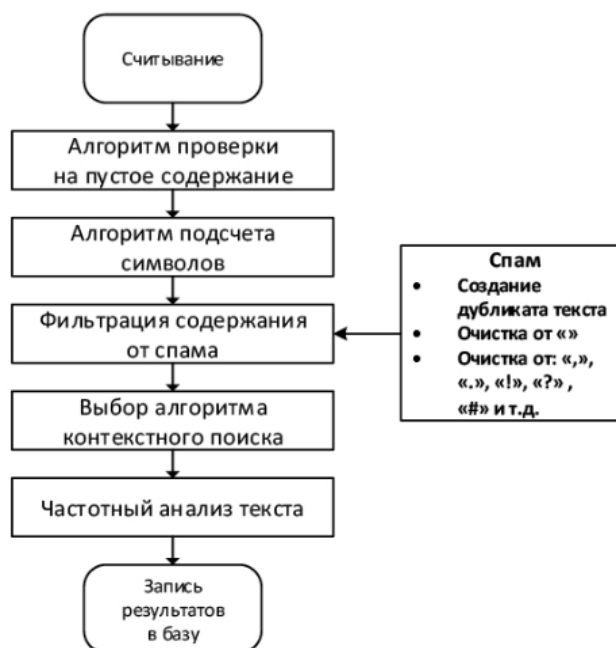 Считывание
Алгоритм проверки
на пустое содержание
Алгоритм подсчета
символов
Фильтрация содержания
от спама
Спам
• Создание
дубликата текста
• Очистка от «»
• Очистка от: «,»,
«.», «!», «?» ,
«#» и т.д.
Выбор алгоритма
контекстного поиска
Частотный анализ текста
Запись
результатов
в базу